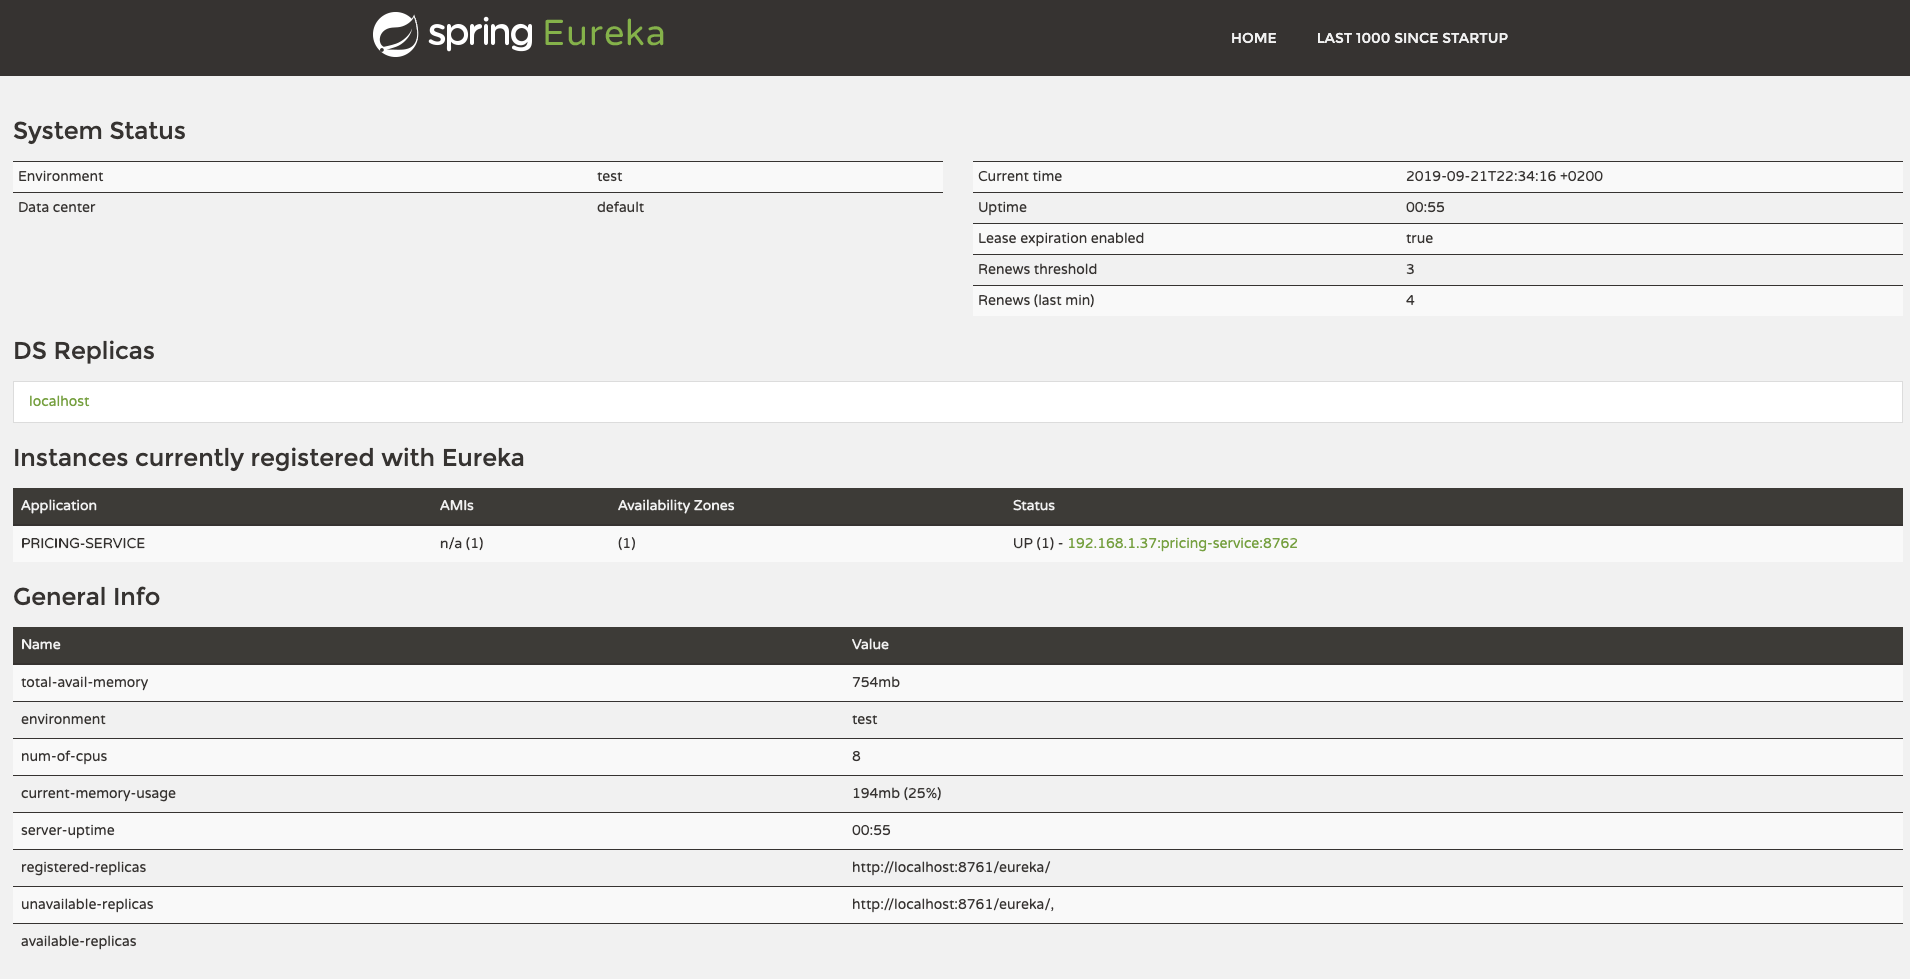 spring Eureka
HOME LAST 1000 SINCE STARTUP
System Status
Environment test
Data center default
Current time 2019-09-21T22:34:16 +0200
Uptime 00:55
Lease expiration enabled true
Renews threshold 3
Renews (last min) 4
DS Replicas
localhost
Instances currently registered with Eureka
Application AMIs Availability Zones Status
PRICING-SERVICE n/a (1) (1) UP (1) - 192.168.1.37:pricing-service:8762
General Info
Name Value
total-avail-memory 754mb
environment test
num-of-cpus 8
current-memory-usage 194mb (25%)
server-uptime 00:55
registered-replicas http://localhost:8761/eureka/
unavailable-replicas http://localhost:8761/eureka/,
available-replicas